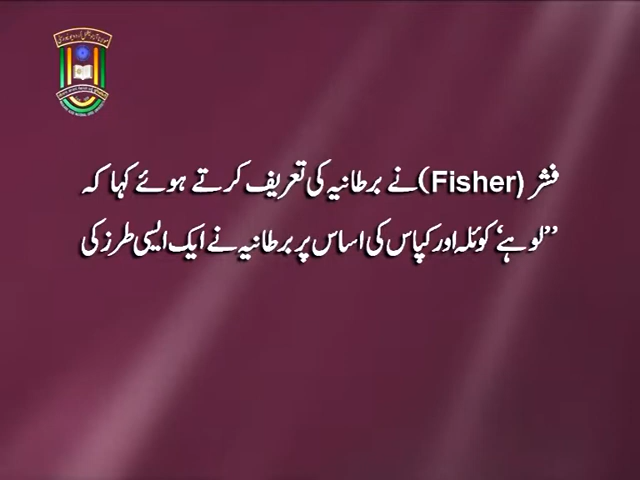 فشر (Fisher) نے برطانیہ کی تعریف کرتے ہوئے کہا کہ
”لوہے‘ کوئلہ اور کپاس کی اساس پر برطانیہ نے ایک ایسی طرز کی